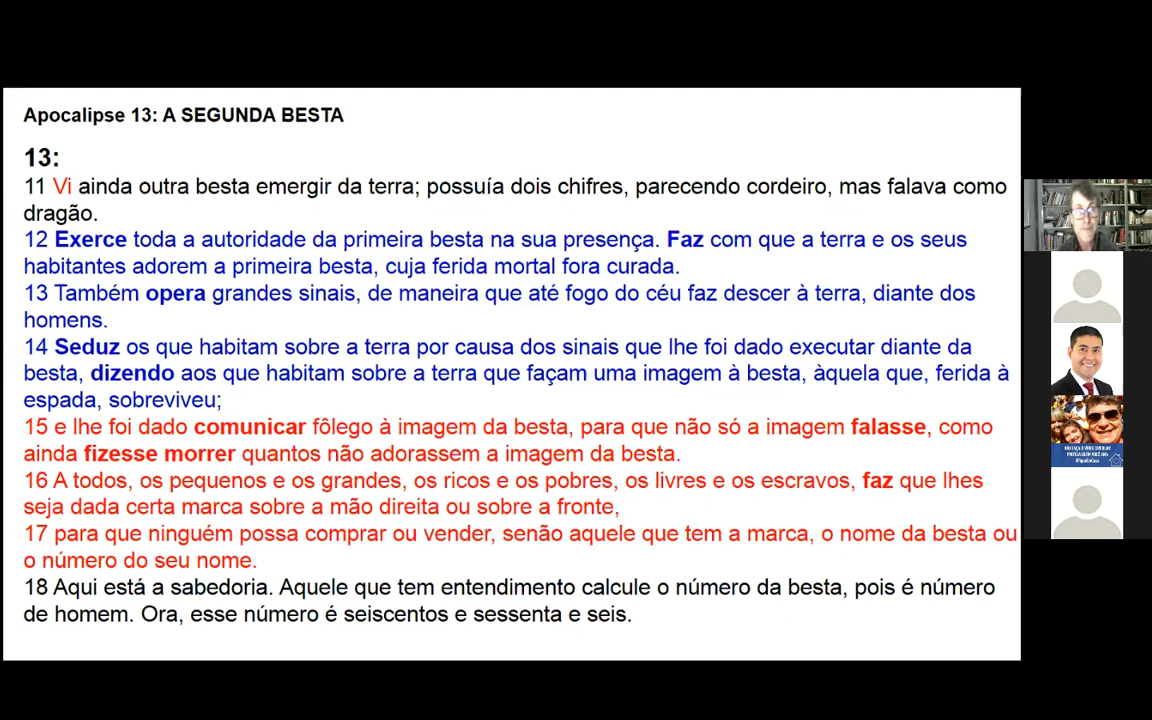 Apocalipse 13: A SEGUNDA BESTA
13:
11 Vi ainda outra besta emergir da terra; possuía dois chifres, parecendo cordeiro, mas falava como
dragão.
12 Exerce toda a autoridade da primeira besta na sua presença. Faz com que a terra e os seus
habitantes adorem a primeira besta, cuja ferida mortal fora curada.
13 Também opera grandes sinais, de maneira que até fogo do céu faz descer à terra, diante dos
homens.
14 Seduz os que habitam sobre a terra por causa dos sinais que lhe foi dado executar diante da
besta, dizendo aos que habitam sobre a terra que façam uma imagem à besta, àquela que, ferida à
espada, sobreviveu;
15 e lhe foi dado comunicar fôlego à imagem da besta, para que não só a imagem falasse, como
ainda fizesse morrer quantos não adorassem a imagem da besta.
16 A todos, os pequenos e os grandes, os ricos e os pobres, os livres e os escravos, faz que lhes
seja dada certa marca sobre a mão direita ou sobre a fronte,
17 para que ninguém possa comprar ou vender, senão aquele que tem a marca, o nome da besta ou
o número do seu nome.
18 Aqui está a sabedoria. Aquele que tem entendimento calcule o número da besta, pois é número
de homem. Ora, esse número é seiscentos e sessenta e seis.